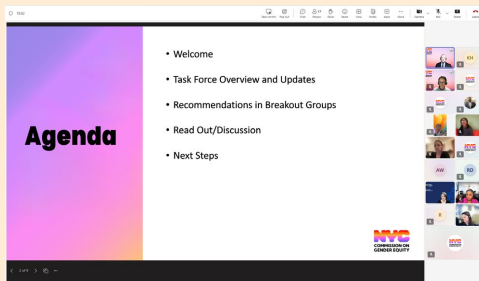 Agenda
• Welcome
• Task Force Overview and Updates
• Recommendations in Breakout Groups
• Read Out/Discussion
• Next Steps
NYC
COMMISSION ON
GENDER EQUITY
KH
AW
RD
R